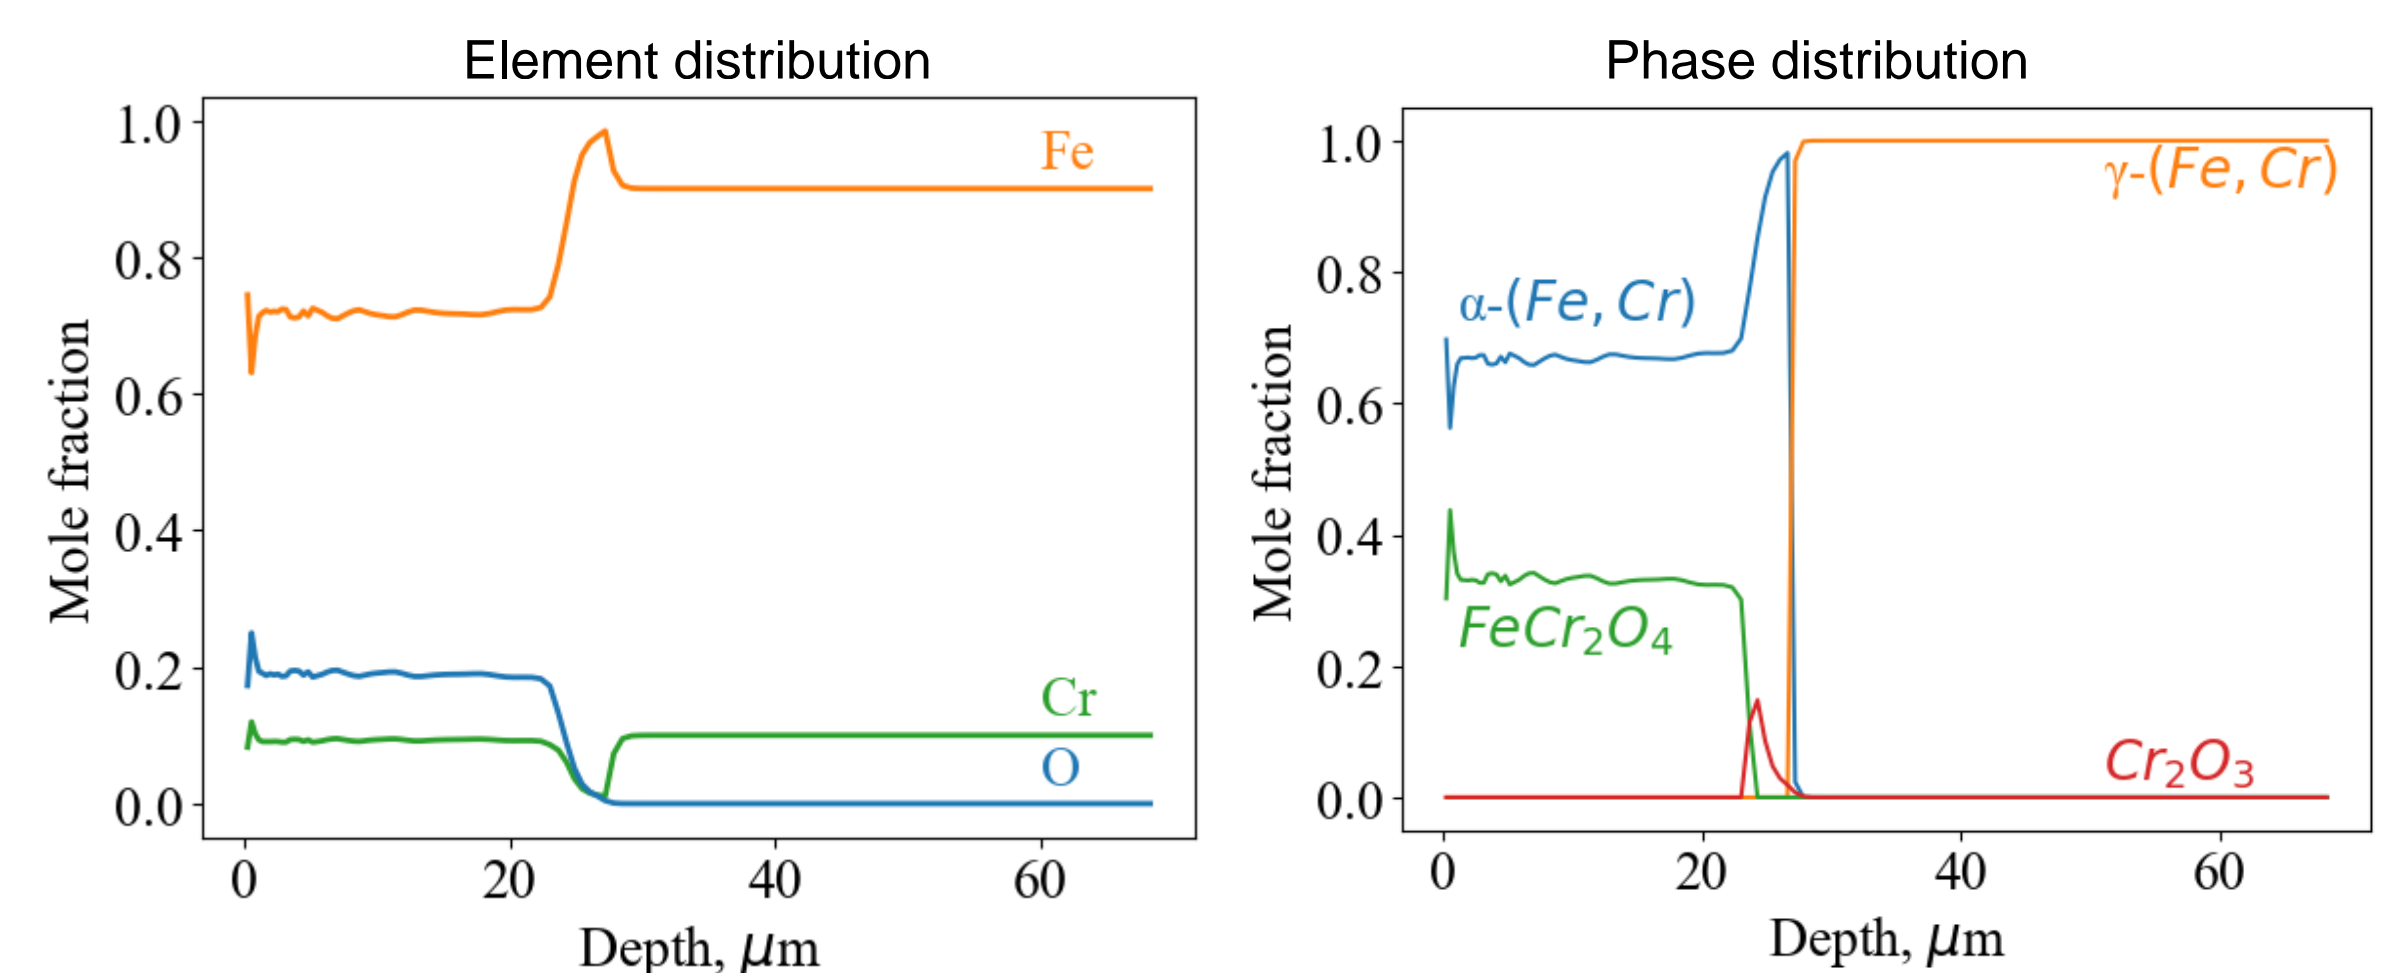 Element distribution
1.0
0.8
0.6
0.4
0.2
0.0
Mole fraction
Fe
Cr
O
0 20 40 60
Depth, μm
Phase distribution
1.0
0.8
0.6
0.4
0.2
0.0
Mole fraction
γ-(Fe, Cr)
α-(Fe, Cr)
FeCr₂O₄
Cr₂O₃
0 20 40 60
Depth, μm